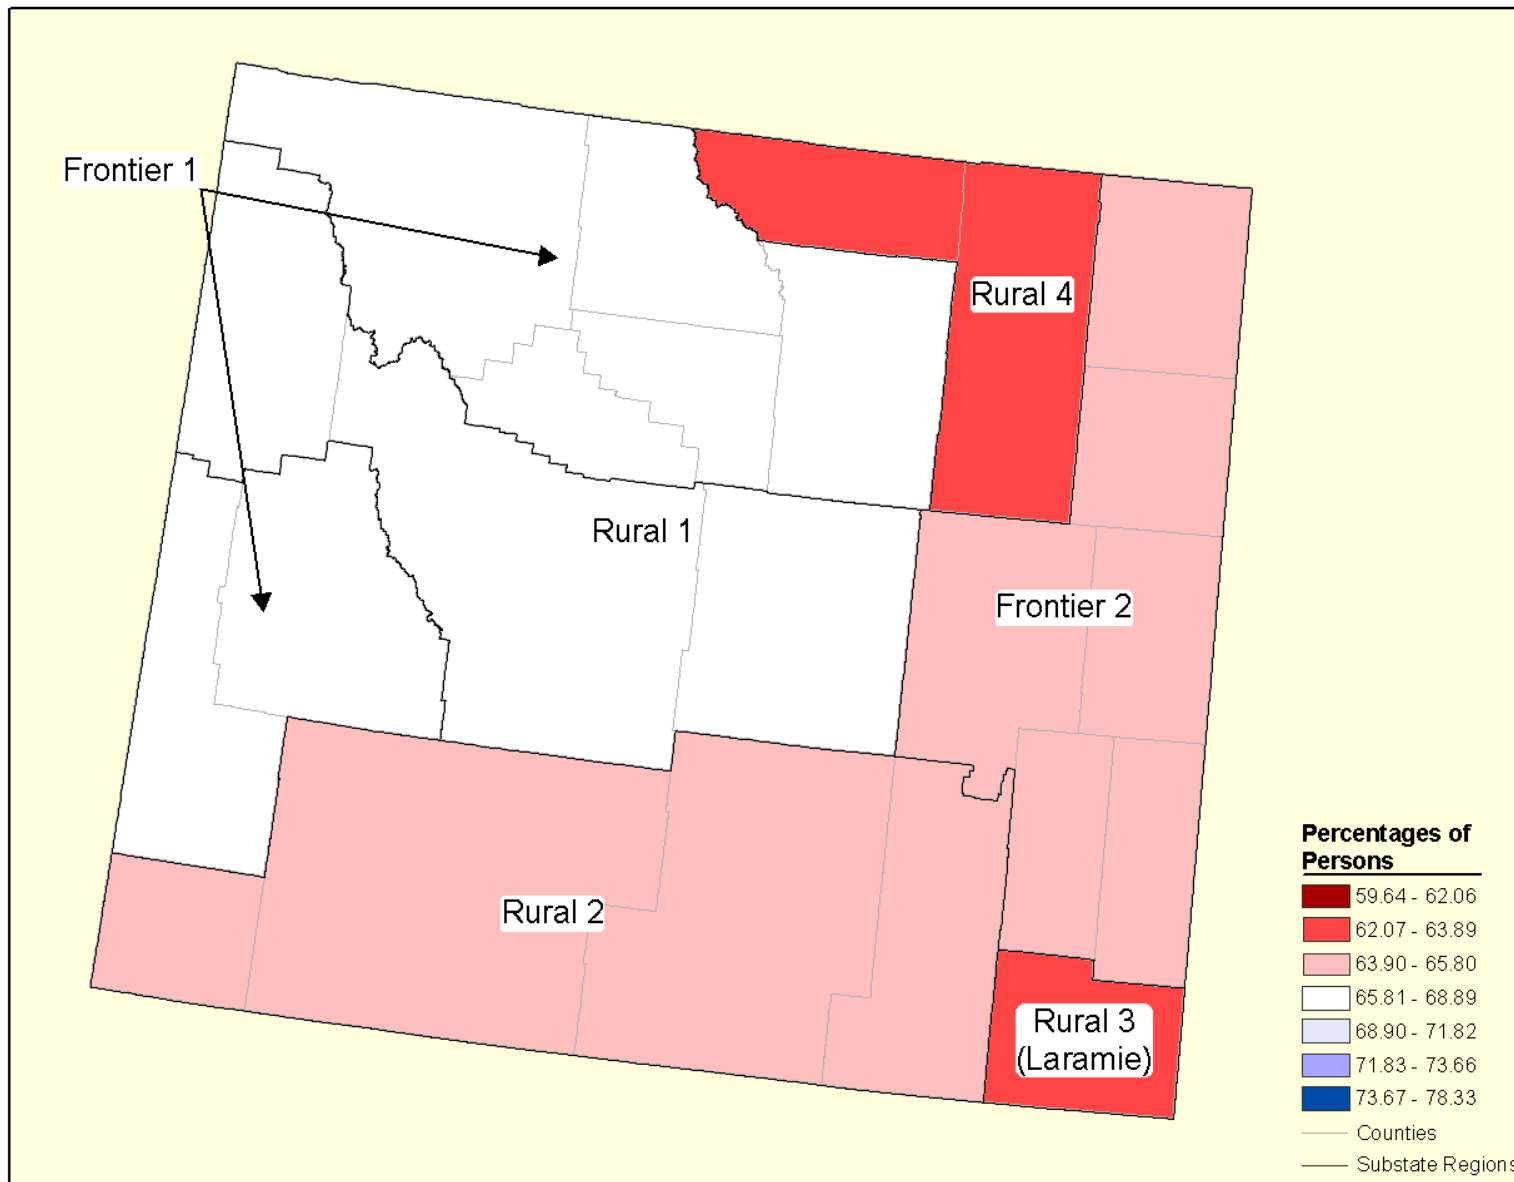 Frontier 1
Rural 4
Rural 1
Frontier 2
Rural 2
Rural 3
(Laramie)
Percentages of
Persons
59.64 - 62.06
62.07 - 63.89
63.90 - 65.80
65.81 - 68.89
68.90 - 71.82
71.83 - 73.66
73.67 - 78.33
Counties
Substate Regions